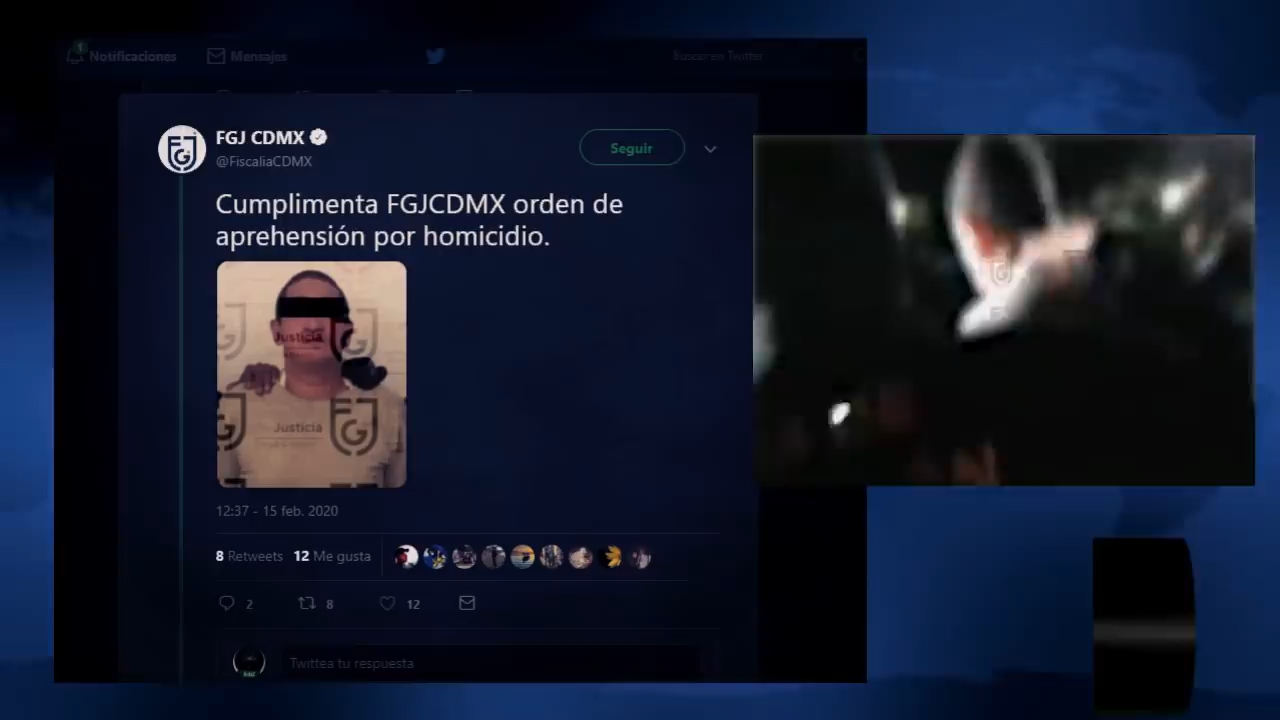 1
Notificaciones
Mensajes
Buscar en Twitter
FGJ CDMX
@FiscaliaCDMX
Seguir
Cumplimenta FGJCDMX orden de
aprehensión por homicidio.
Justicia
Justicia
12:37 - 15 feb. 2020
8 Retweets 12 Me gusta
2 8 12
Twittea tu respuesta